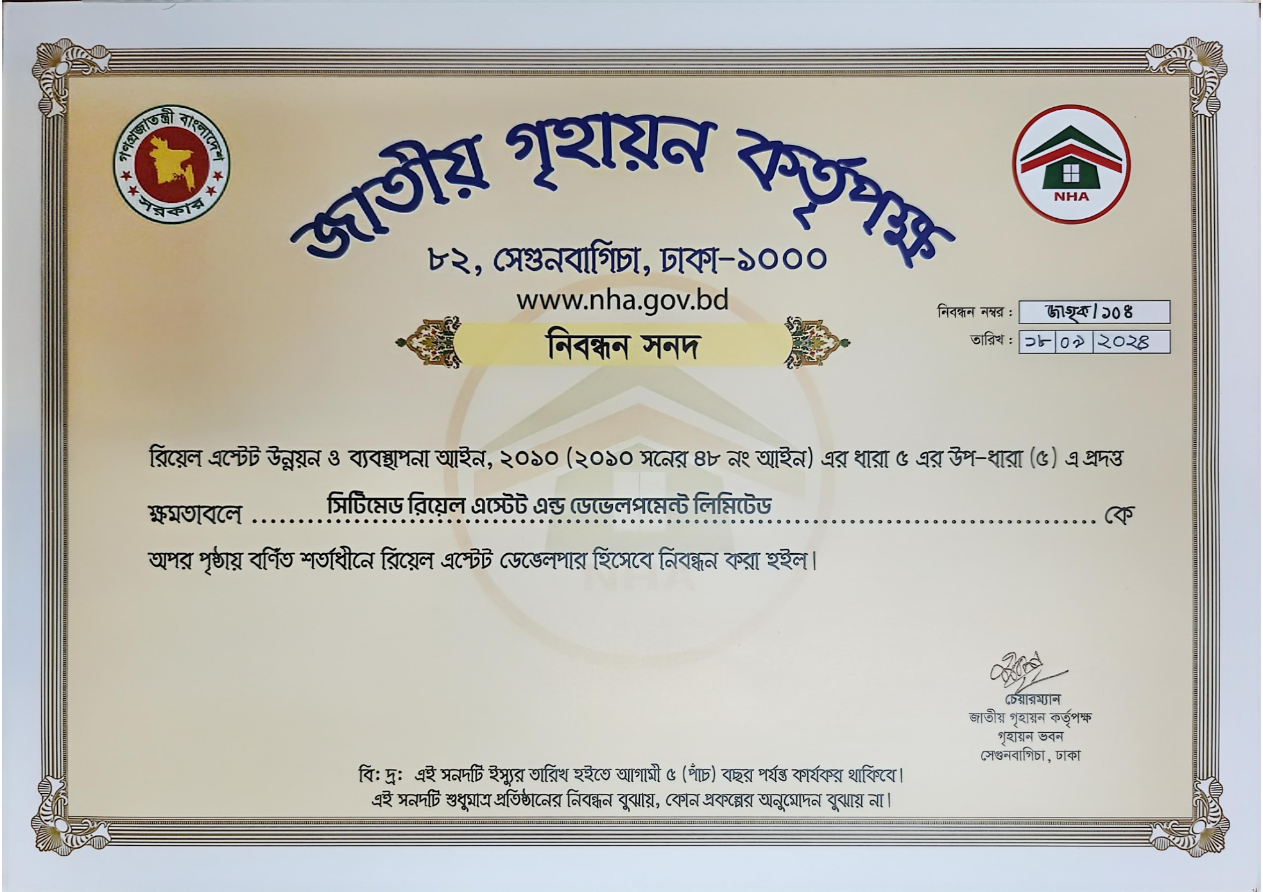 গণপ্রজাতন্ত্রী বাংলাদেশ
সরকার
জাতীয় গৃহায়ন কর্তৃপক্ষ
NHA
৮২, সেগুনবাগিচা, ঢাকা-১০০০
www.nha.gov.bd
নিবন্ধন সনদ
নিবন্ধন নম্বর : জাগৃক/১০৪
তারিখ : ১৮ ০৯ ২০২৪
রিয়েল এস্টেট উন্নয়ন ও ব্যবস্থাপনা আইন, ২০১০ (২০১০ সনের ৪৮ নং আইন) এর ধারা ৫ এর উপ-ধারা (৫) এ প্রদত্ত
ক্ষমতাবলে সিটিমেড রিয়েল এস্টেট এন্ড ডেভেলপমেন্ট লিমিটেড কে
অপর পৃষ্ঠায় বর্ণিত শর্তাধীনে রিয়েল এস্টেট ডেভেলপার হিসেবে নিবন্ধন করা হইল।
NHA
চেয়ারম্যান
জাতীয় গৃহায়ন কর্তৃপক্ষ
গৃহায়ন ভবন
সেগুনবাগিচা, ঢাকা
বি: দ্র: এই সনদটি ইস্যুর তারিখ হইতে আগামী ৫ (পাঁচ) বছর পর্যন্ত কার্যকর থাকিবে।
এই সনদটি শুধুমাত্র প্রতিষ্ঠানের নিবন্ধন বুঝায়, কোন প্রকল্পের অনুমোদন বুঝায় না।